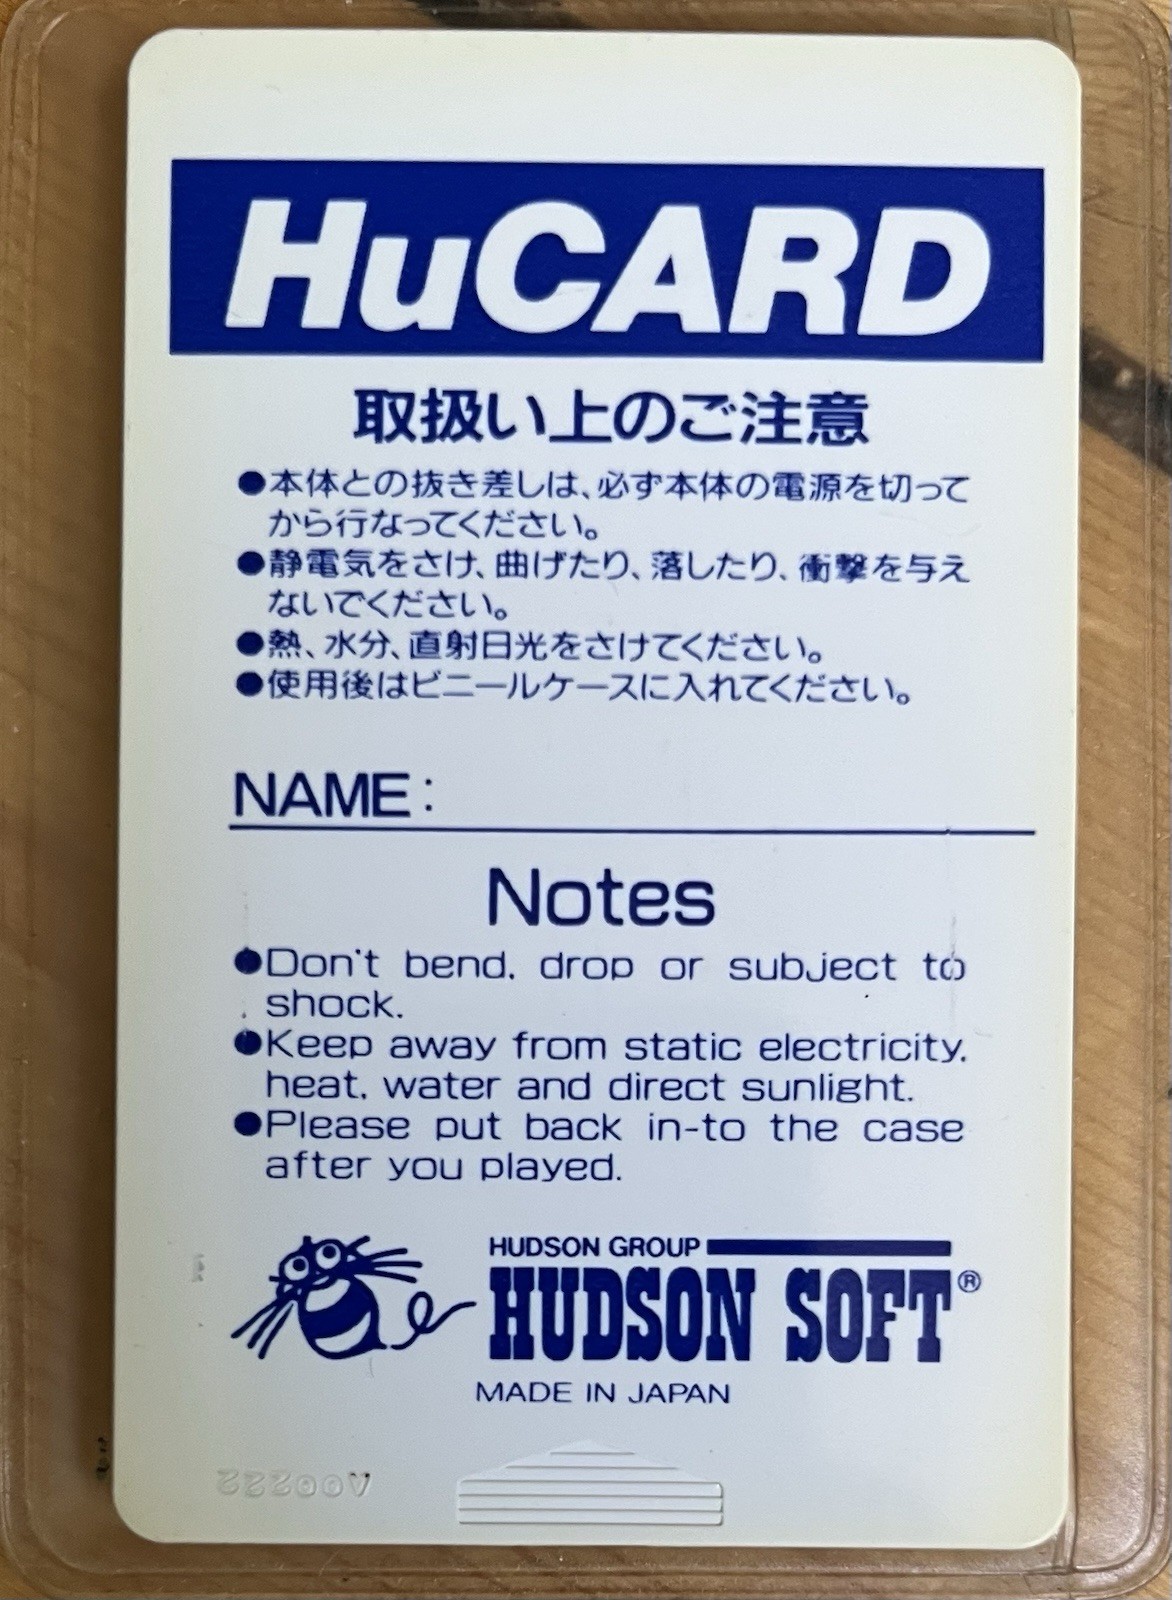 HuCARD
取扱い上のご注意
●本体との抜き差しは、必ず本体の電源を切って
から行なってください。
●静電気をさけ、曲げたり、落したり、衝撃を与え
ないでください。
●熱、水分、直射日光をさけてください。
●使用後はビニールケースに入れてください。
NAME:
Notes
●Don't bend, drop or subject to
shock.
●Keep away from static electricity,
heat, water and direct sunlight.
●Please put back in-to the case
after you played.
HUDSON GROUP
HUDSON SOFT®
MADE IN JAPAN
A00222